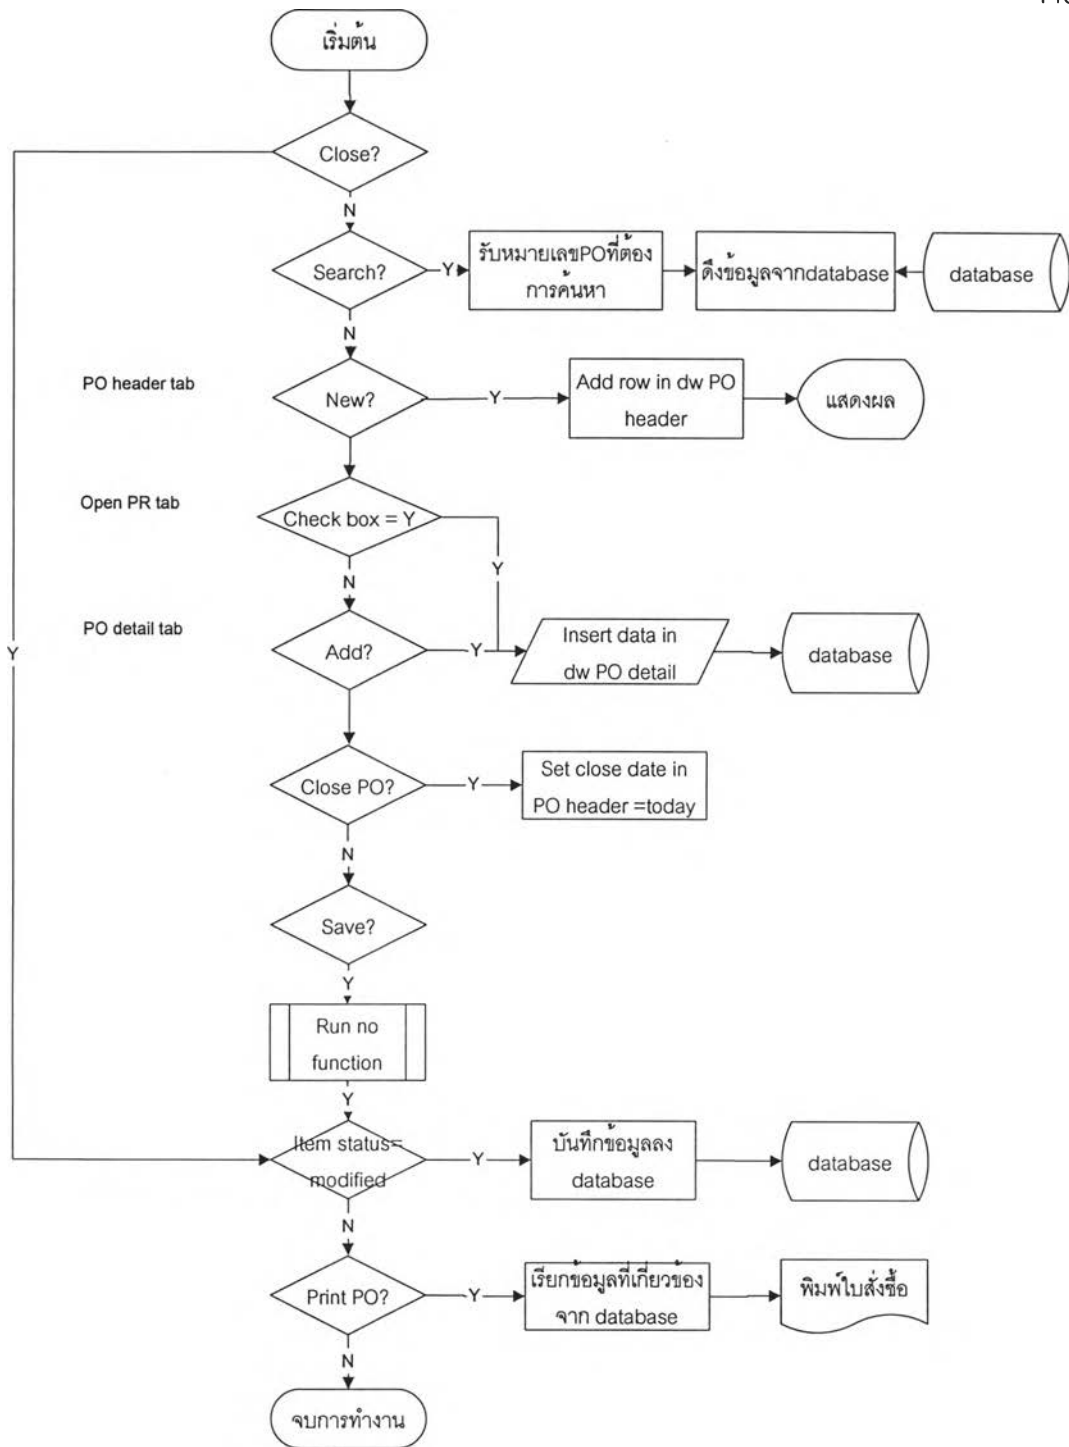 เริ่มต้น
Close?
N
Search?
Y
รับหมายเลขPOที่ต้อง
การค้นหา
ดึงข้อมูลจากdatabase
database
N
PO header tab
New?
Y
Add row in dw PO
header
แสดงผล
Open PR tab
Check box = Y
Y
N
PO detail tab
Y
Add?
Y
Insert data in
dw PO detail
database
Close PO?
Y
Set close date in
PO header =today
N
Save?
Y
Run no
function
Y
Item status=
modified
Y
บันทึกข้อมูลลง
database
database
N
Print PO?
Y
เรียกข้อมูลที่เกี่ยวข้อง
จาก database
พิมพ์ใบสั่งซื้อ
N
จบการทำงาน